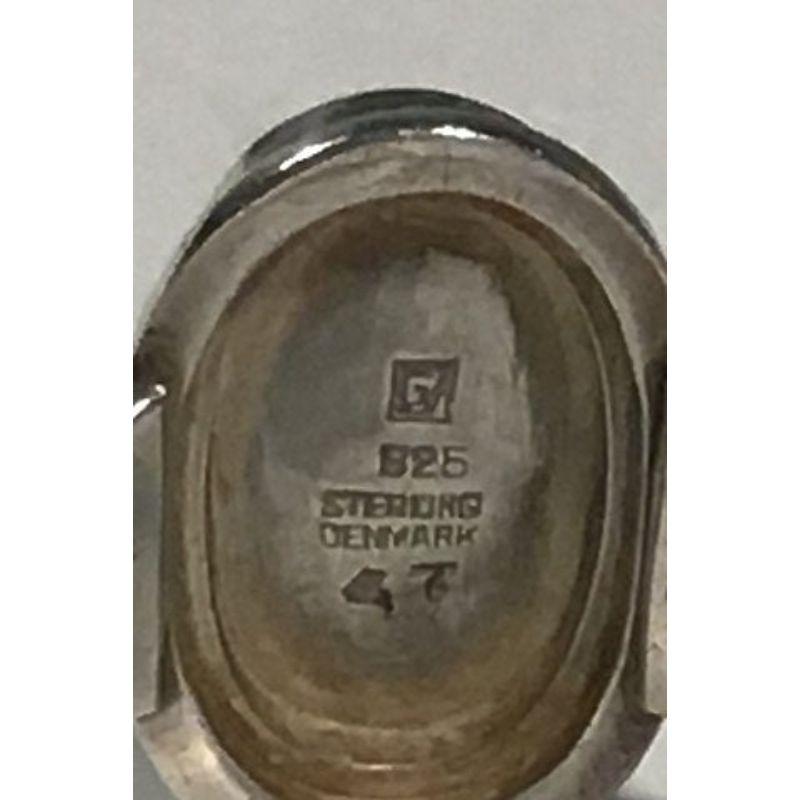 925
STERLING
DENMARK
47